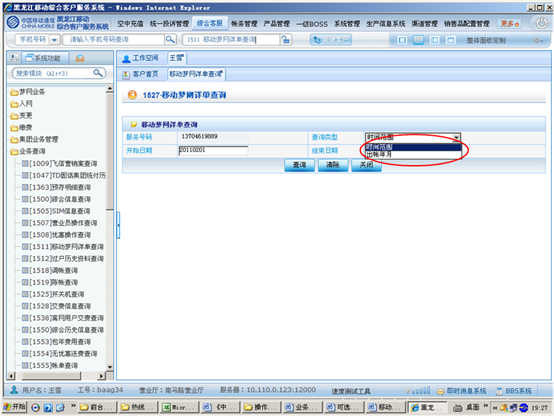 黑龙江移动综合客户服务系统 - Windows Internet Explorer
中国移动通信
CHINA MOBILE
黑龙江移动
综合客户服务系统
空中充值 统一投诉管理 综合客服 帐务管理 产品管理 一级BOSS 系统管理 生产信息系统 渠道管理 销售品配置管理 更多
手机号码 请输入手机号码查询 1511 移动梦网详单查询 整体面板定制
系统功能
搜索模块 (Alt+3)
梦网业务
入网
变更
缴费
集团业务管理
业务查询
[1009]飞信营销案查询
[1047]TD固话集团统付历
[1363]预存明细查询
[1500]综合信息查询
[1505]SIM信息查询
[1507]营业员操作查询
[1508]优惠操作查询
[1511]移动梦网详单查询
[1512]过户历史资料查询
[1518]调帐查询
[1519]陈帐查询
[1525]开关机查询
[1528]交费信息查询
[1538]离网用户交费查询
[1550]综合历史信息查询
[1553]包年费用查询
[1554]无优惠话费查询
[1555]帐单查询
工作空间 王雪
客户首页 移动梦网详单查询
1527-移动梦网详单查询
移动梦网详单查询
服务号码 13704619809 查询类型 时间范围
时间范围
出帐年月
开始日期 20110201 结束日期
查询 清除 关闭
用户名：王雪 工号：baag34 营业厅：南马路营业厅 服务器：10.110.0.123:12000 速度测试工具 即时消息系统 BBS系统
开始 前台... 热线... Micr... 《中... 操作... 业务... 可选... 移动... 黑龙... 19:27